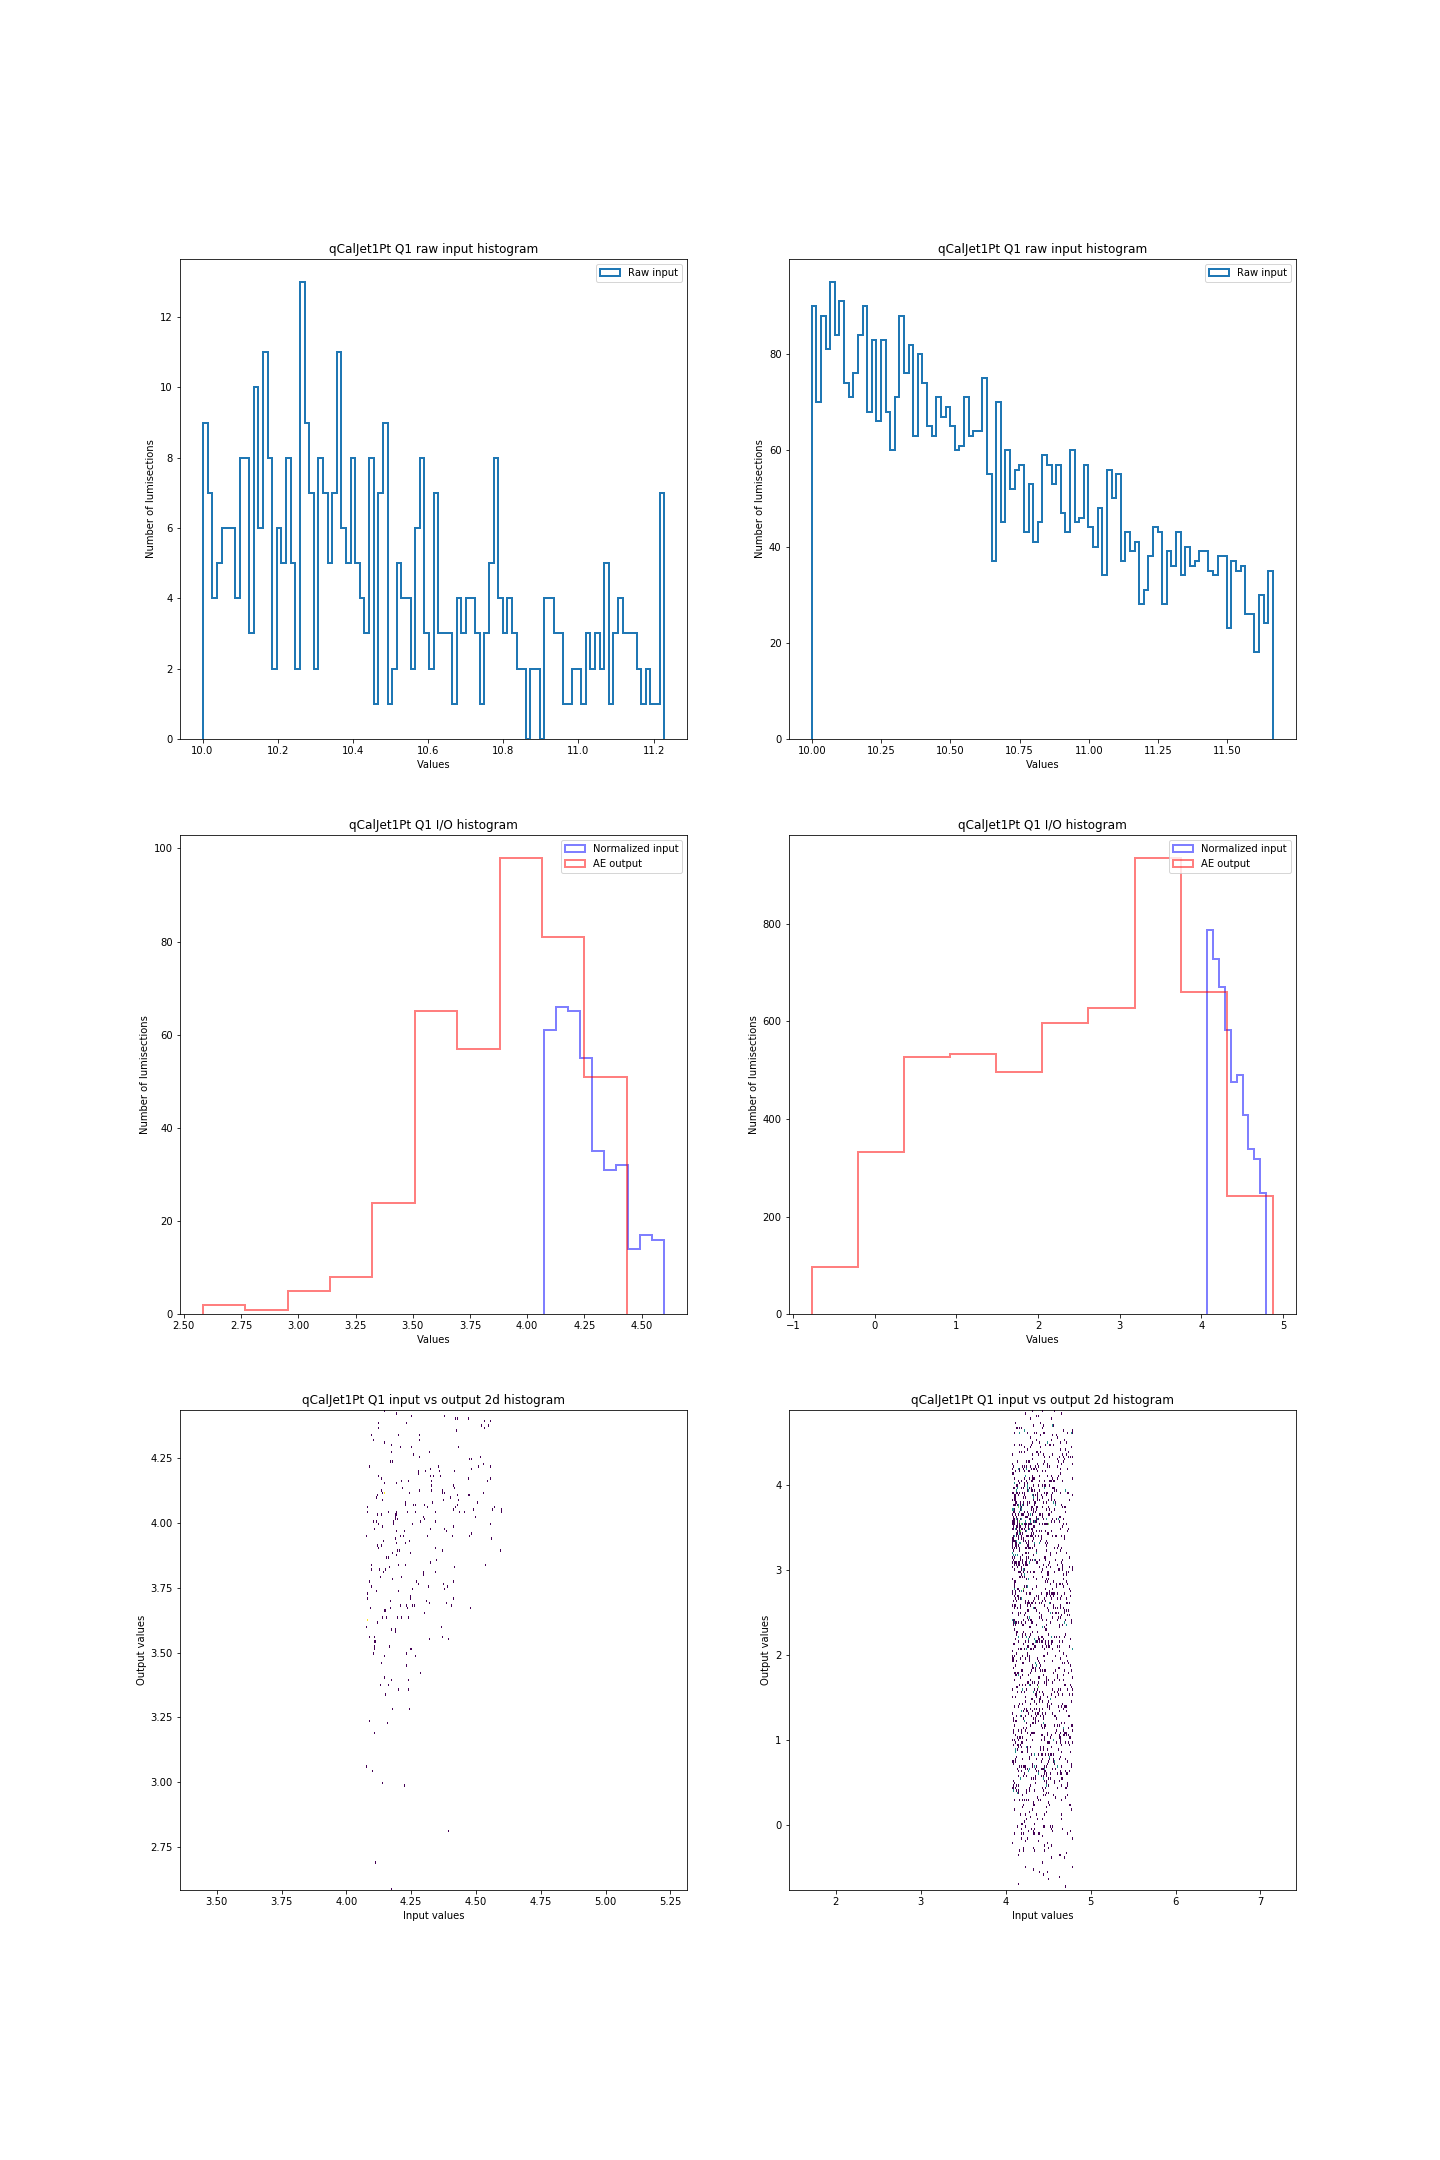 qCalJet1Pt Q1 raw input histogram
Raw input
Number of lumisections
0
2
4
6
8
10
12
10.0 10.2 10.4 10.6 10.8 11.0 11.2
Values
qCalJet1Pt Q1 raw input histogram
Raw input
Number of lumisections
0
20
40
60
80
10.00 10.25 10.50 10.75 11.00 11.25 11.50
Values
qCalJet1Pt Q1 I/O histogram
Normalized input
AE output
Number of lumisections
0
20
40
60
80
100
2.50 2.75 3.00 3.25 3.50 3.75 4.00 4.25 4.50
Values
qCalJet1Pt Q1 I/O histogram
Normalized input
AE output
Number of lumisections
0
200
400
600
800
−1 0 1 2 3 4 5
Values
qCalJet1Pt Q1 input vs output 2d histogram
Output values
2.75
3.00
3.25
3.50
3.75
4.00
4.25
3.50 3.75 4.00 4.25 4.50 4.75 5.00 5.25
Input values
qCalJet1Pt Q1 input vs output 2d histogram
Output values
0
1
2
3
4
2 3 4 5 6 7
Input values